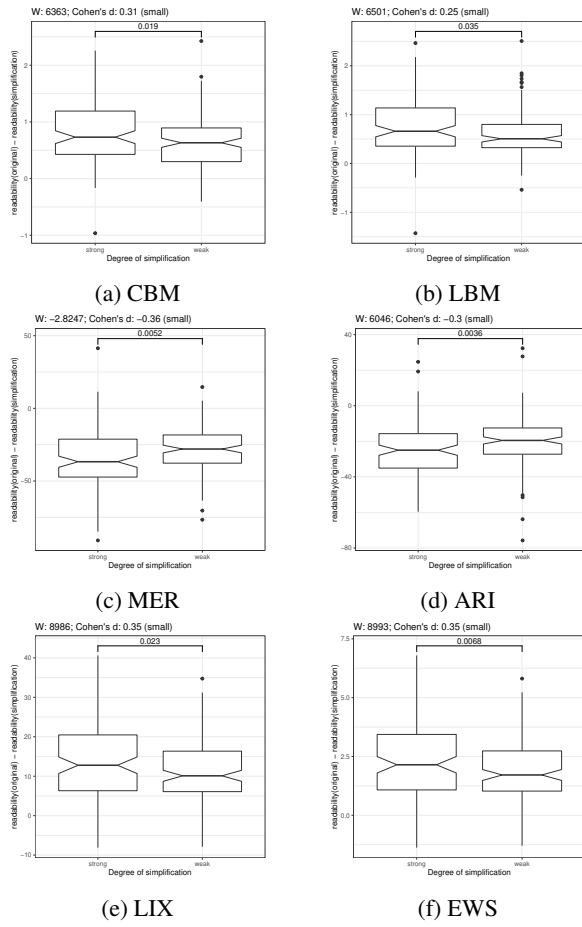 W: 6363; Cohen's d: 0.31 (small)
0.019
readability(original) − readability(simplification)
2
1
0
−1
strong weak
Degree of simplification
(a) CBM
W: 6501; Cohen's d: 0.25 (small)
0.035
readability(original) − readability(simplification)
2
1
0
−1
strong weak
Degree of simplification
(b) LBM
W: −2.8247; Cohen's d: −0.36 (small)
0.0052
readability(original) − readability(simplification)
50
0
−50
strong weak
Degree of simplification
(c) MER
W: 6046; Cohen's d: −0.3 (small)
0.0036
readability(original) − readability(simplification)
40
0
−40
−80
strong weak
Degree of simplification
(d) ARI
W: 8986; Cohen's d: 0.35 (small)
0.023
readability(original) − readability(simplification)
40
30
20
10
0
−10
strong weak
Degree of simplification
(e) LIX
W: 8993; Cohen's d: 0.35 (small)
0.0068
readability(original) − readability(simplification)
7.5
5.0
2.5
0.0
strong weak
Degree of simplification
(f) EWS